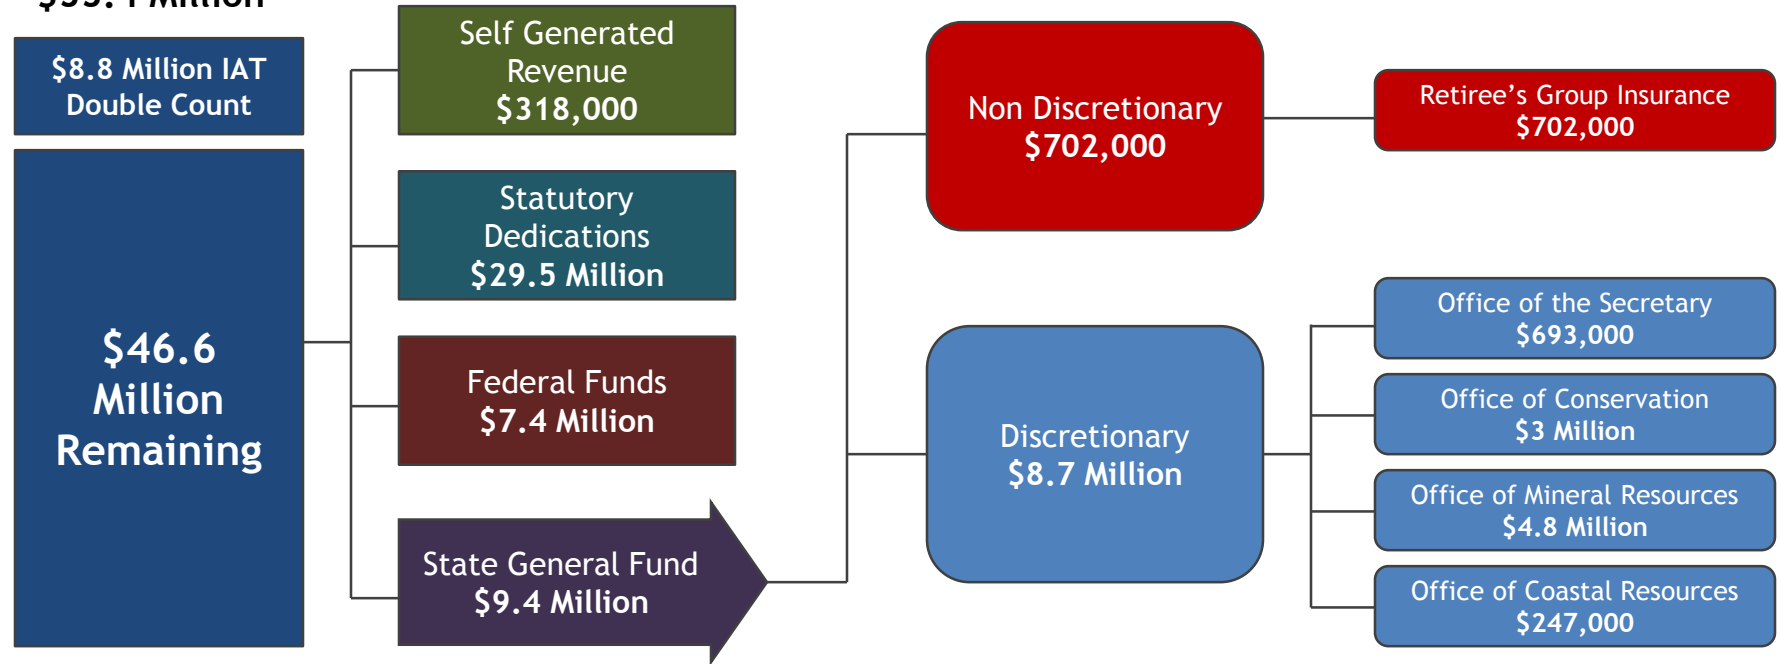 Million
$8.8 Million IAT
Double Count
$46.6
Million
Remaining
Self Generated
Revenue
$318,000
Statutory
Dedications
$29.5 Million
Federal Funds
$7.4 Million
State General Fund
$9.4 Million
Non Discretionary
$702,000
Discretionary
$8.7 Million
Retiree’s Group Insurance
$702,000
Office of the Secretary
$693,000
Office of Conservation
$3 Million
Office of Mineral Resources
$4.8 Million
Office of Coastal Resources
$247,000